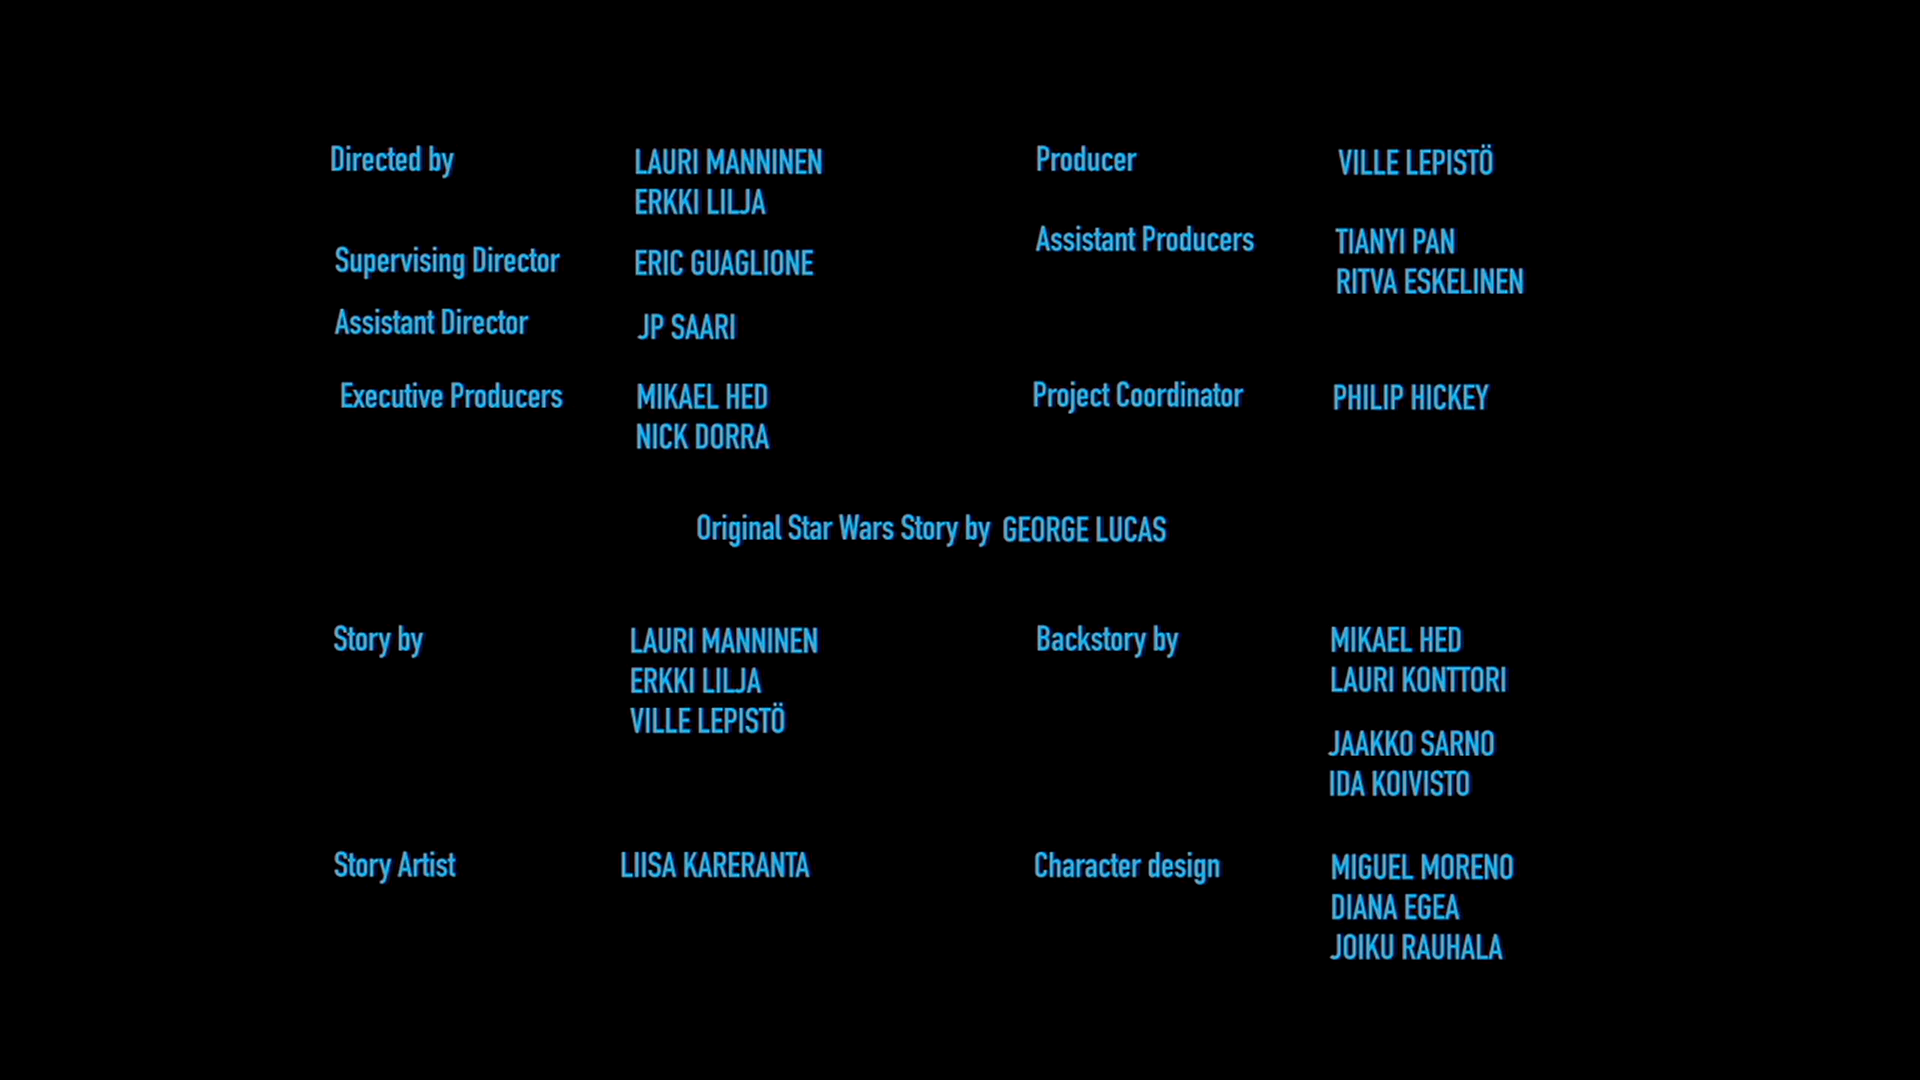 Directed by LAURI MANNINEN
ERKKI LILJA
Producer VILLE LEPISTÖ
Supervising Director ERIC GUAGLIONE
Assistant Producers TIANYI PAN
RITVA ESKELINEN
Assistant Director JP SAARI
Executive Producers MIKAEL HED
NICK DORRA
Project Coordinator PHILIP HICKEY
Original Star Wars Story by GEORGE LUCAS
Story by LAURI MANNINEN
ERKKI LILJA
VILLE LEPISTÖ
Backstory by MIKAEL HED
LAURI KONTTORI
JAAKKO SARNO
IDA KOIVISTO
Story Artist LIISA KARERANTA
Character design MIGUEL MORENO
DIANA EGEA
JOIKU RAUHALA